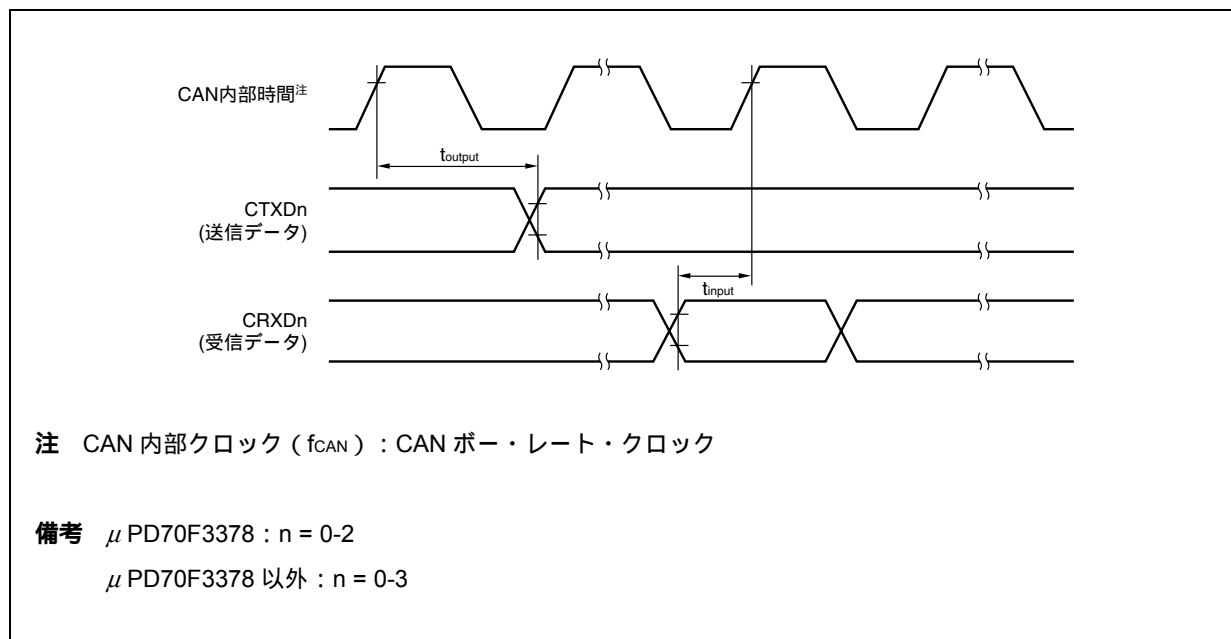 CAN内部時間注
toutput
CTXDn
(送信データ)
tinput
CRXDn
(受信データ)
注 CAN 内部クロック（fCAN）：CAN ボー・レート・クロック
備考 μ PD70F3378：n = 0-2
μ PD70F3378 以外：n = 0-3